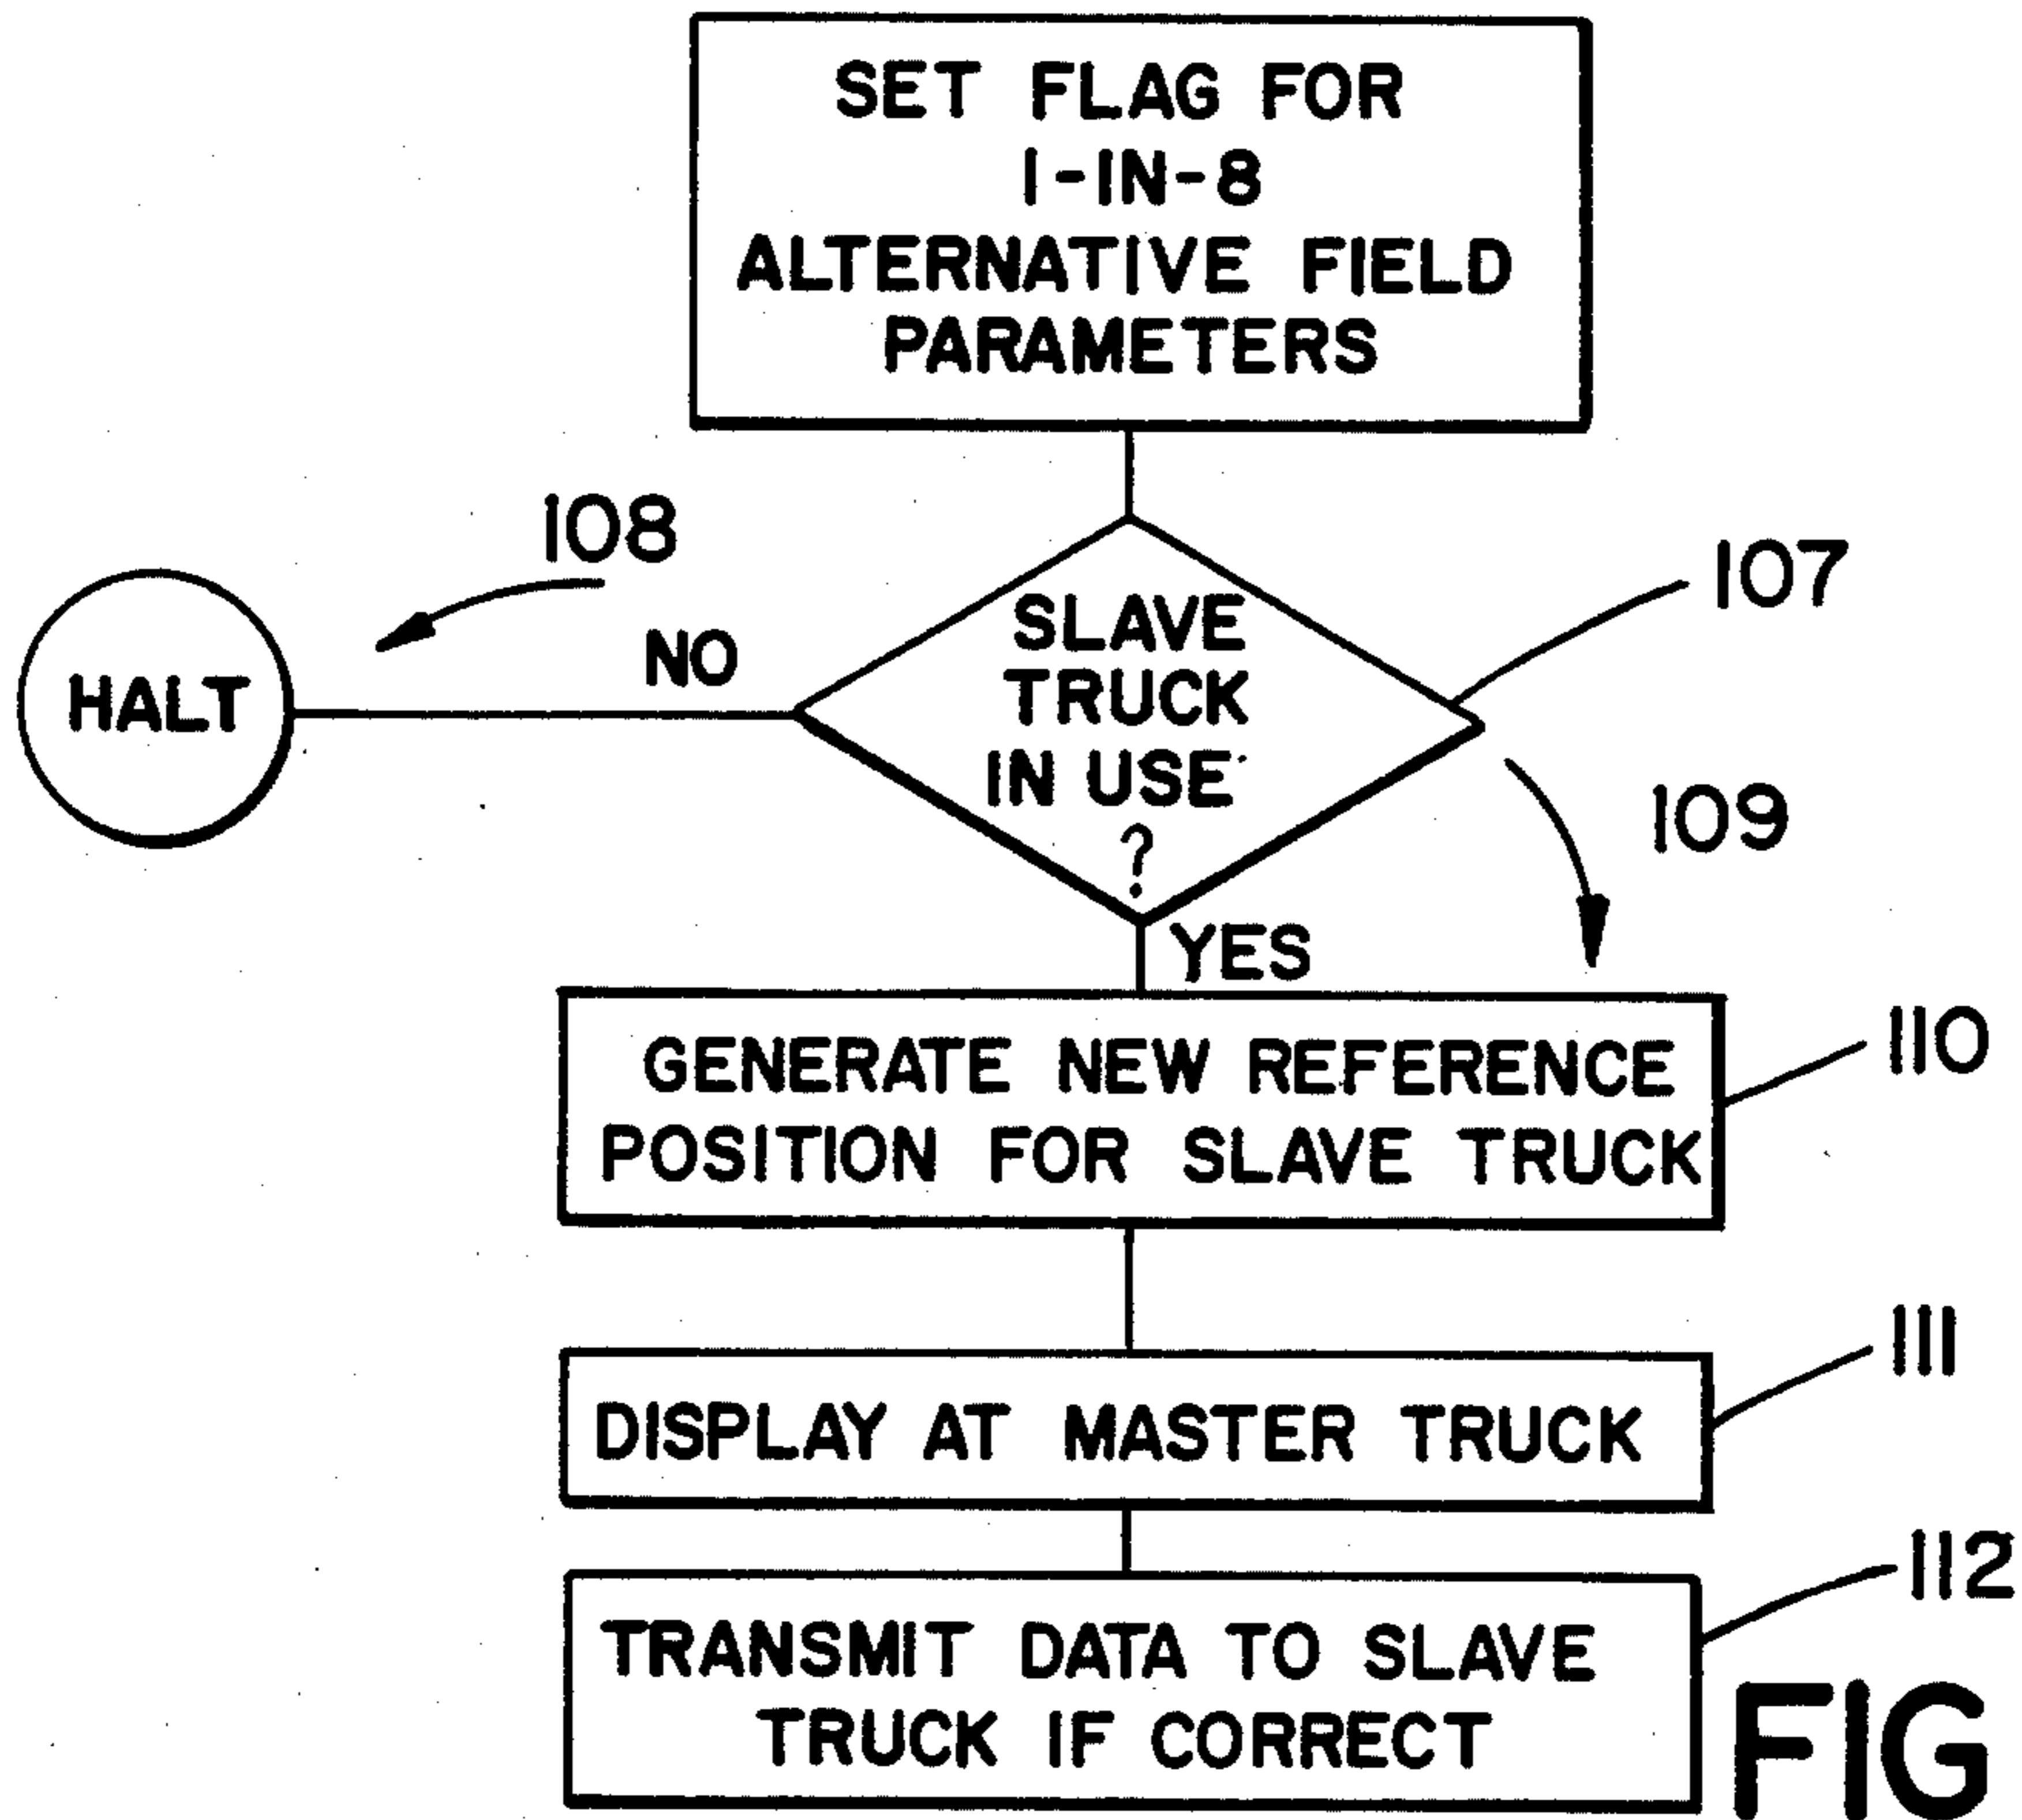 SET FLAG FOR
1-IN-8
ALTERNATIVE FIELD
PARAMETERS
108
107
HALT
NO
SLAVE
TRUCK
IN USE
?
109
YES
GENERATE NEW REFERENCE
POSITION FOR SLAVE TRUCK
110
DISPLAY AT MASTER TRUCK
111
TRANSMIT DATA TO SLAVE
TRUCK IF CORRECT
112
FIG